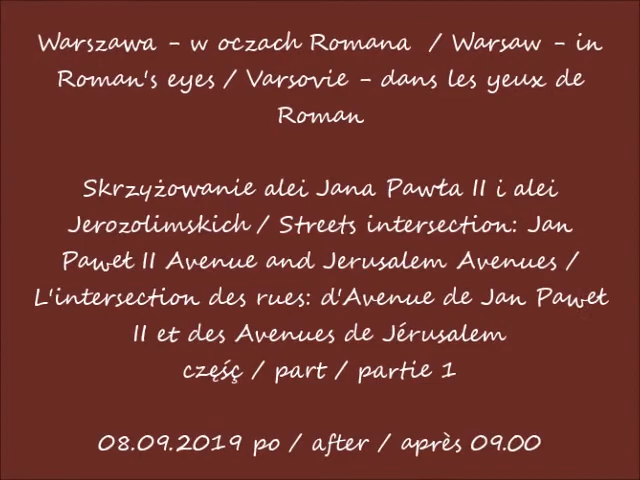 Warszawa - w oczach Romana / Warsaw - in
Roman's eyes / Varsovie - dans les yeux de
Roman
Skrzyżowanie alei Jana Pawła II i alei
Jerozolimskich / Streets intersection: Jan
Paweł II Avenue and Jerusalem Avenues /
L'intersection des rues: d'Avenue de Jan Paweł
II et des Avenues de Jérusalem
częśç / part / partie 1
08.09.2019 po / after / après 09.00